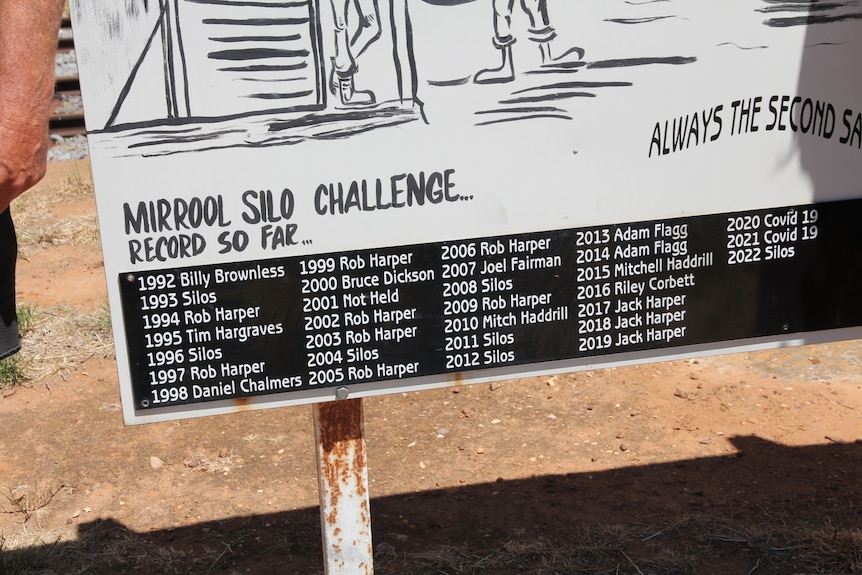 ALWAYS THE SECOND
MIRROOL SILO CHALLENGE...
RECORD SO FAR...
1992 Billy Brownless
1993 Silos
1994 Rob Harper
1995 Tim Hargraves
1996 Silos
1997 Rob Harper
1998 Daniel Chalmers
1999 Rob Harper
2000 Bruce Dickson
2001 Not Held
2002 Rob Harper
2003 Rob Harper
2004 Silos
2005 Rob Harper
2006 Rob Harper
2007 Joel Fairman
2008 Silos
2009 Rob Harper
2010 Mitch Haddrill
2011 Silos
2012 Silos
2013 Adam Flagg
2014 Adam Flagg
2015 Mitchell Haddrill
2016 Riley Corbett
2017 Jack Harper
2018 Jack Harper
2019 Jack Harper
2020 Covid 19
2021 Covid 19
2022 Silos